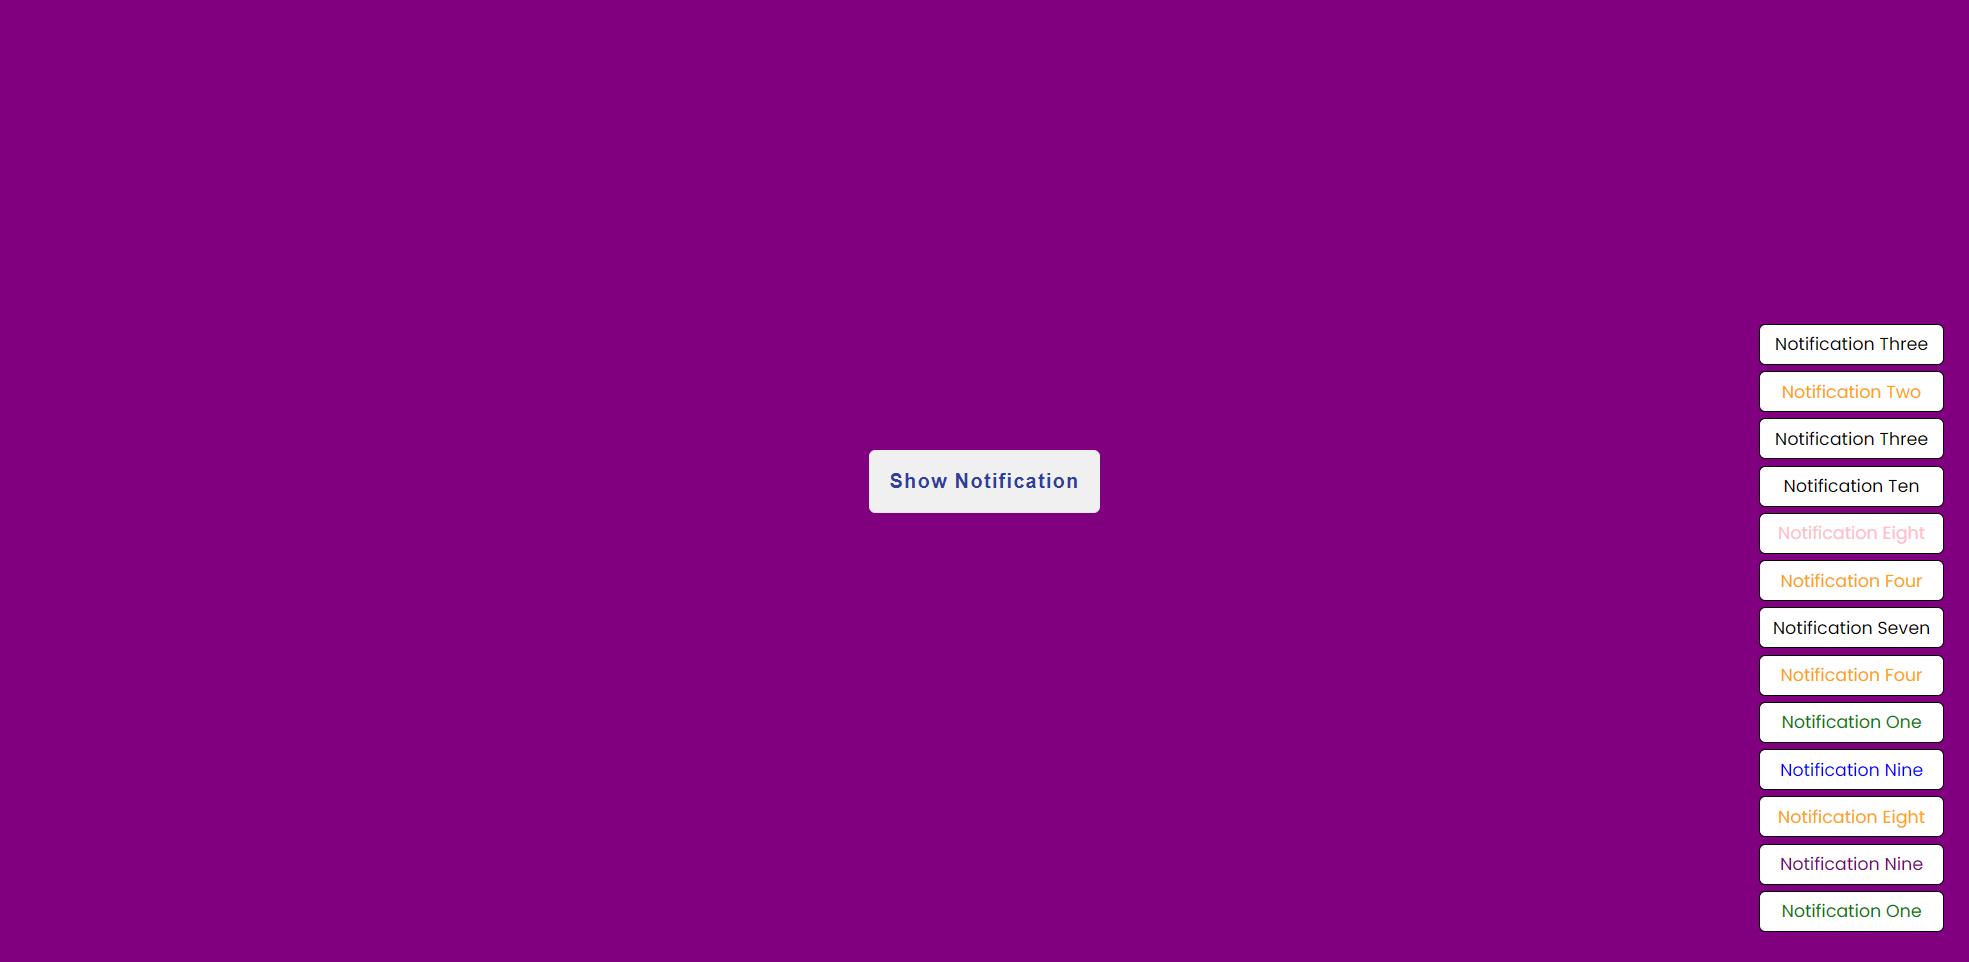 Show Notification
Notification Three
Notification Two
Notification Three
Notification Ten
Notification Eight
Notification Four
Notification Seven
Notification Four
Notification One
Notification Nine
Notification Eight
Notification Nine
Notification One